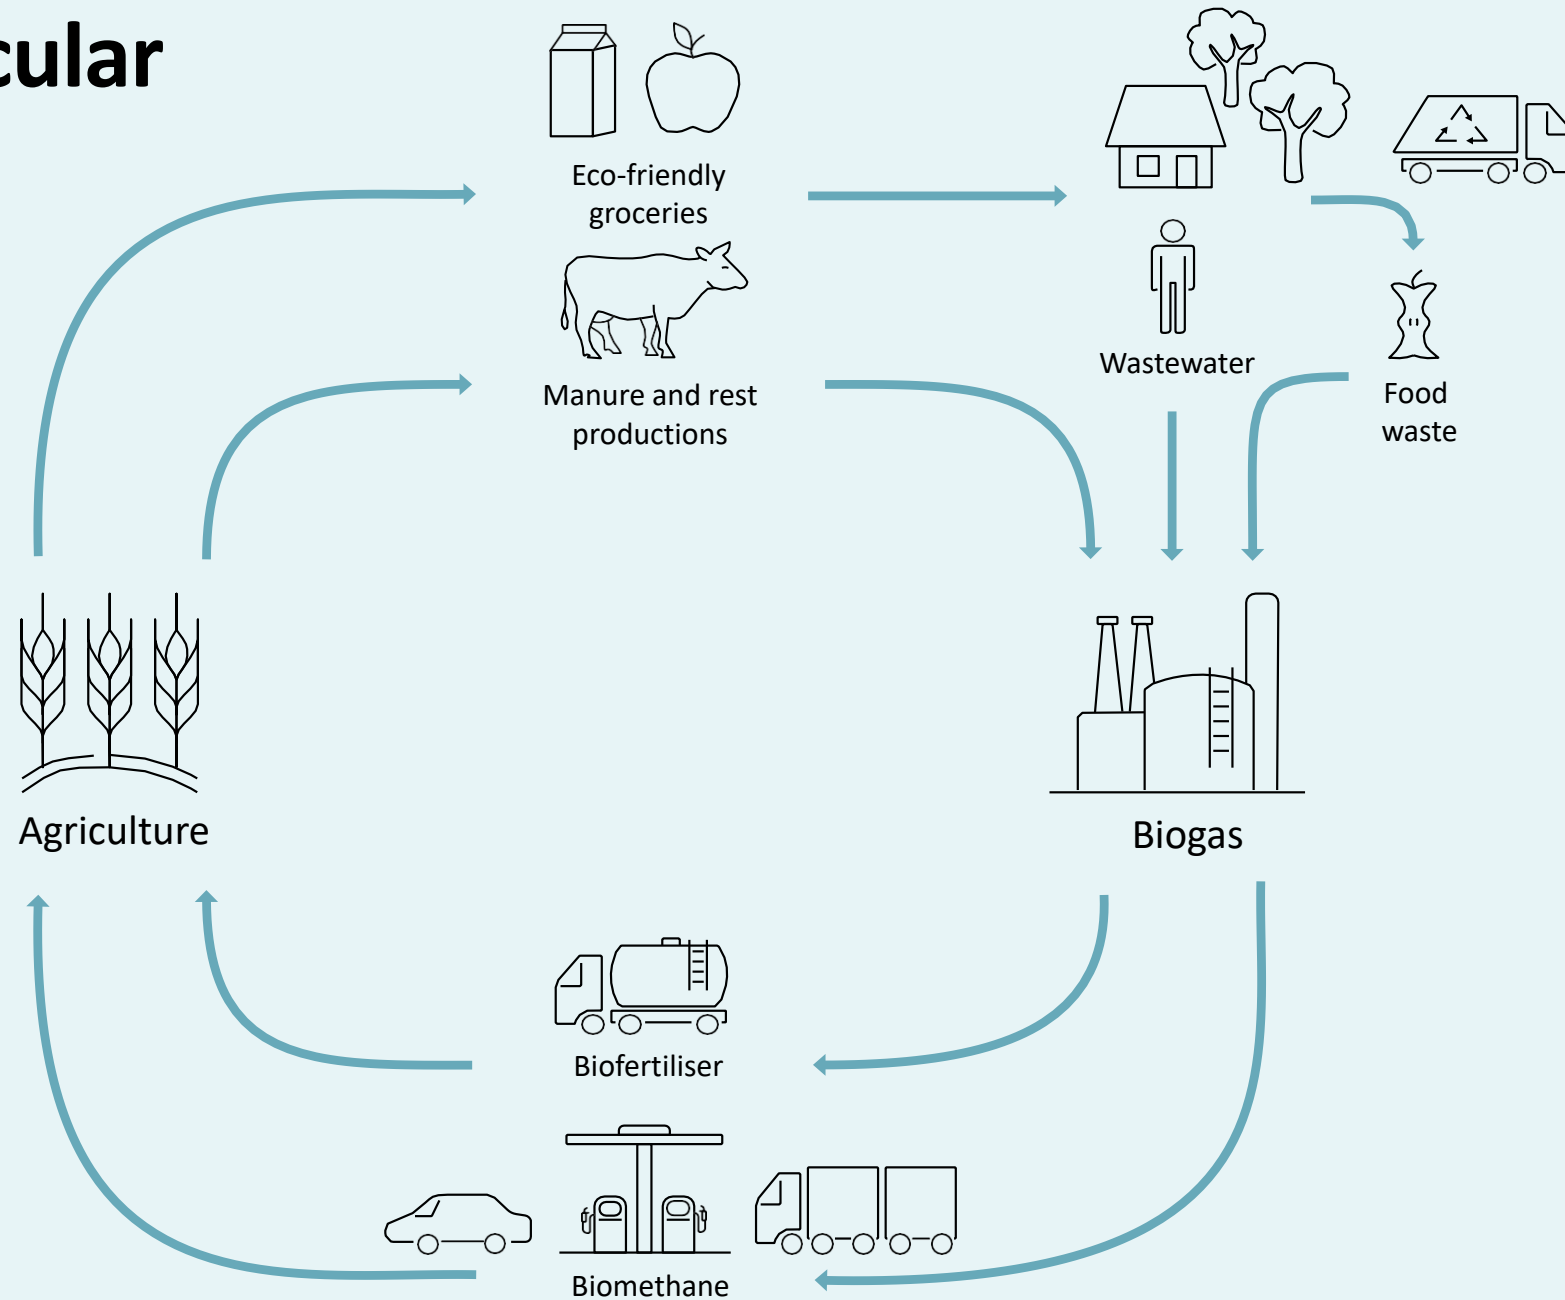 cular
Eco-friendly
groceries
Wastewater
Food
waste
Manure and rest
productions
Agriculture
Biogas
Biofertiliser
Biomethane